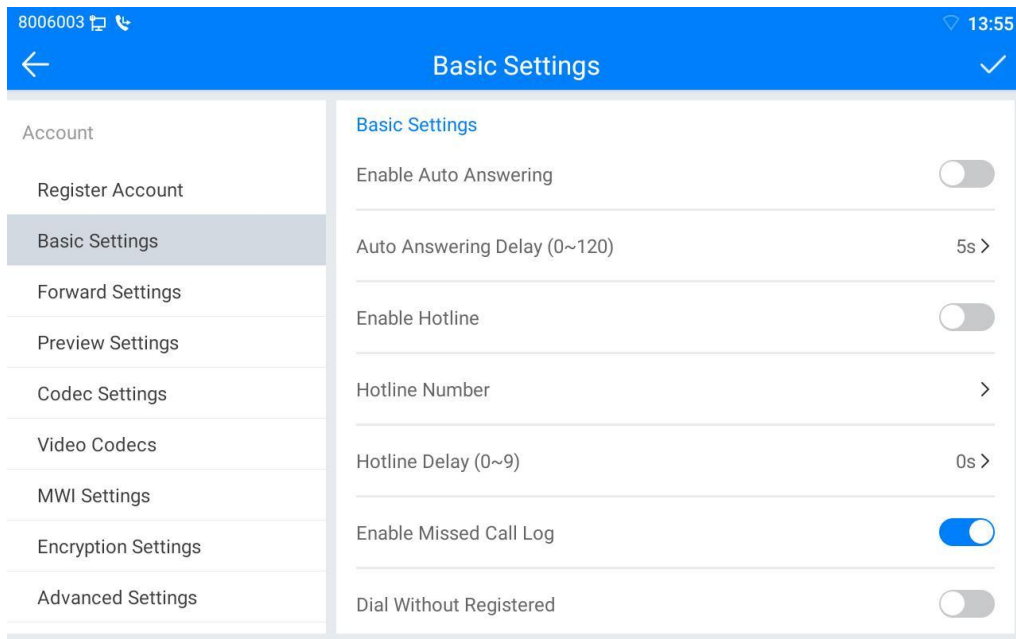 8006003
13:55
Basic Settings
Account
Register Account
Basic Settings
Forward Settings
Preview Settings
Codec Settings
Video Codecs
MWI Settings
Encryption Settings
Advanced Settings
Basic Settings
Enable Auto Answering
Auto Answering Delay (0~120) 5s
Enable Hotline
Hotline Number
Hotline Delay (0~9) 0s
Enable Missed Call Log
Dial Without Registered